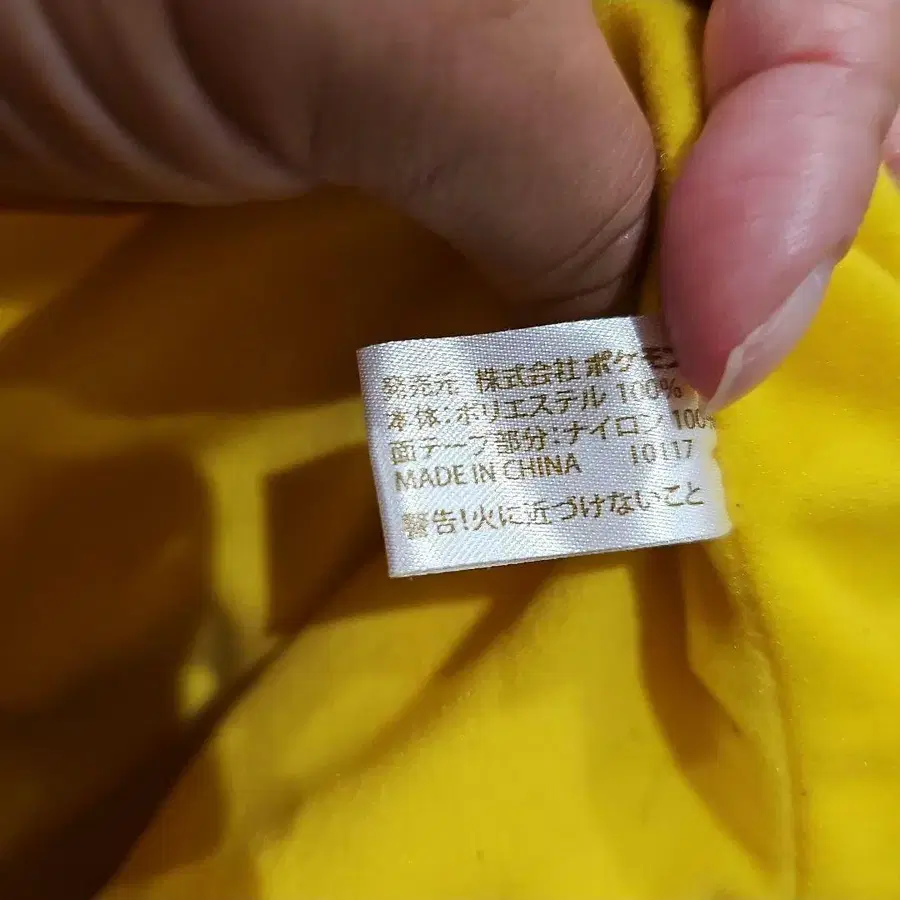 発売元 株式会社 ポケモン
本体:ポリエステル 100%
面テープ部分:ナイロン 100%
MADE IN CHINA 10117
警告!火に近づけないこと